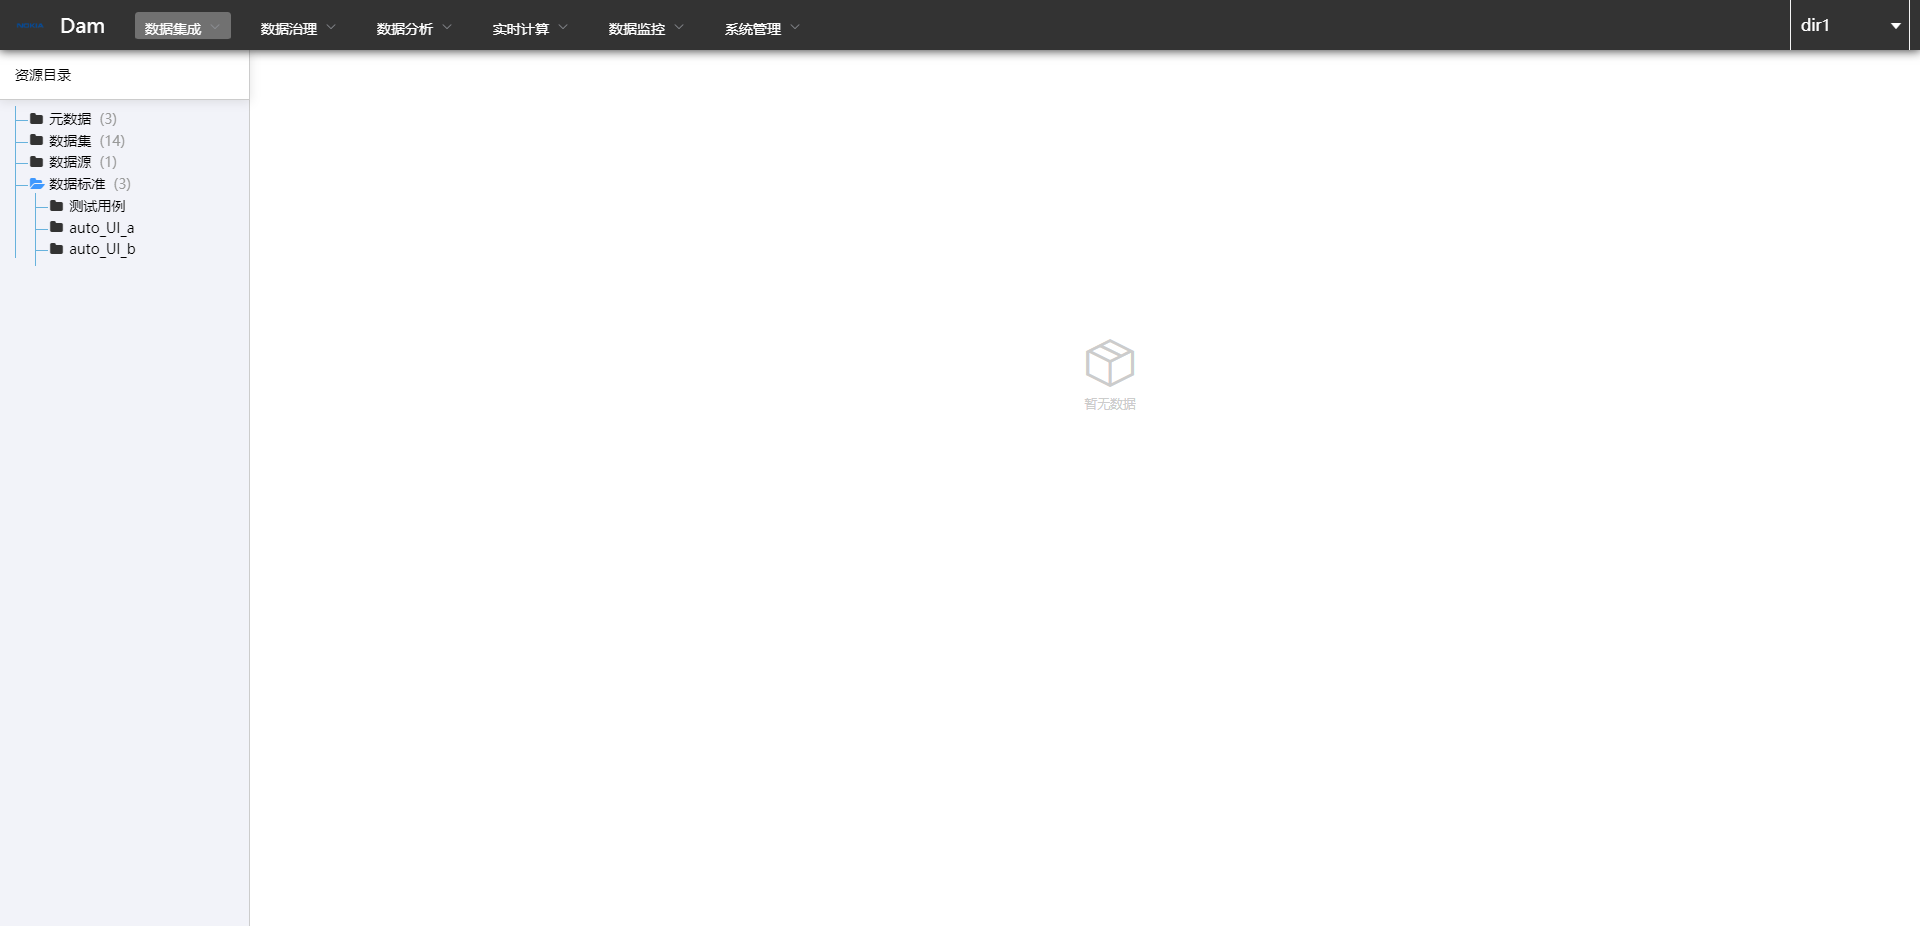 Dam 数据集成 数据治理 数据分析 实时计算 数据监控 系统管理 dir1
资源目录
元数据 (3)
数据集 (14)
数据源 (1)
数据标准 (3)
测试用例
auto_UI_a
auto_UI_b
暂无数据